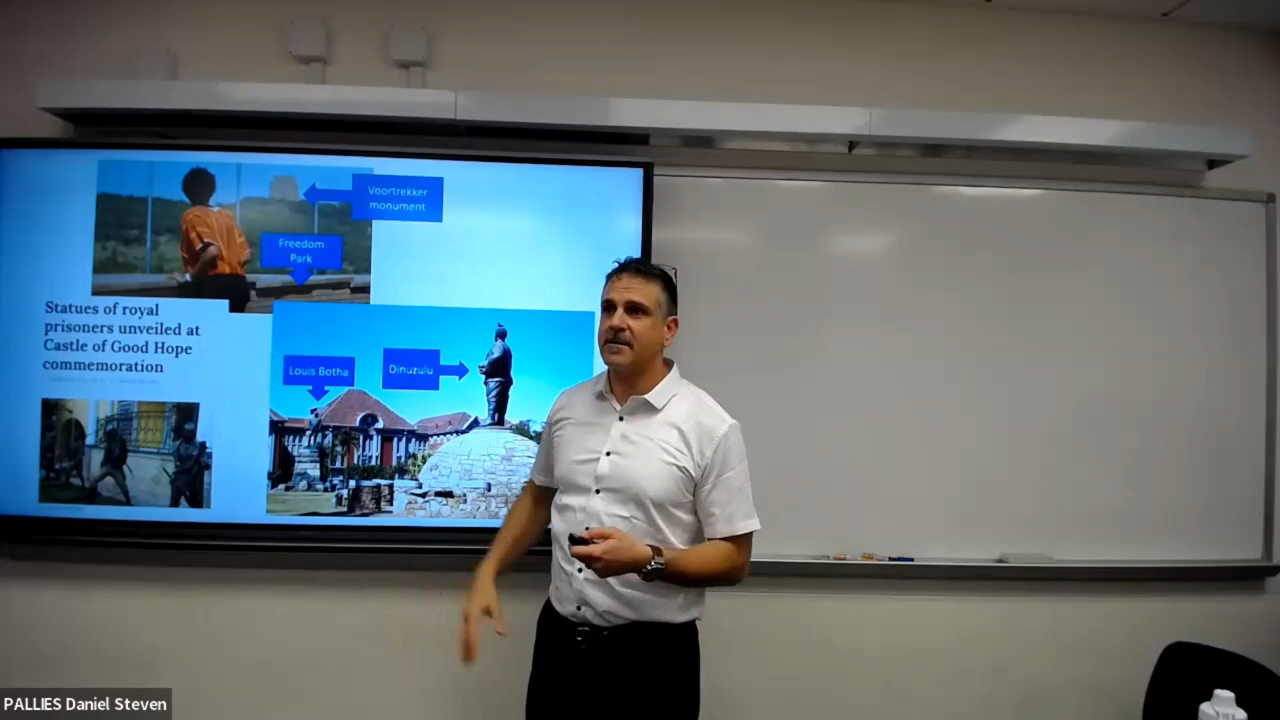 Voortrekker
monument
Freedom
Park
Statues of royal
prisoners unveiled at
Castle of Good Hope
commemoration
Louis Botha
Dinuzulu
PALLIES Daniel Steven